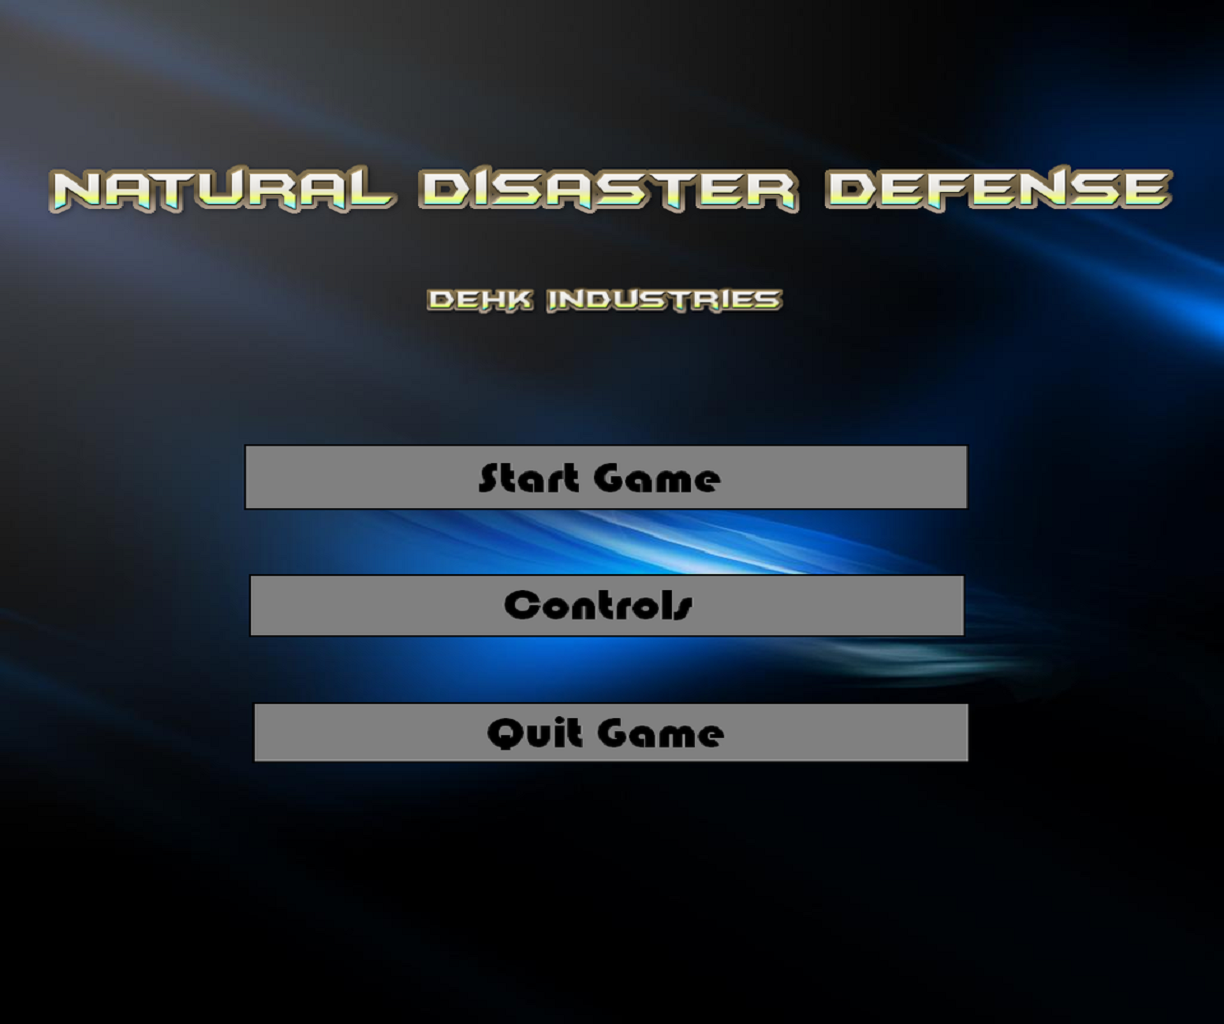 NATURAL DISASTER DEFENSE
DEHK INDUSTRIES
Start Game
Controls
Quit Game